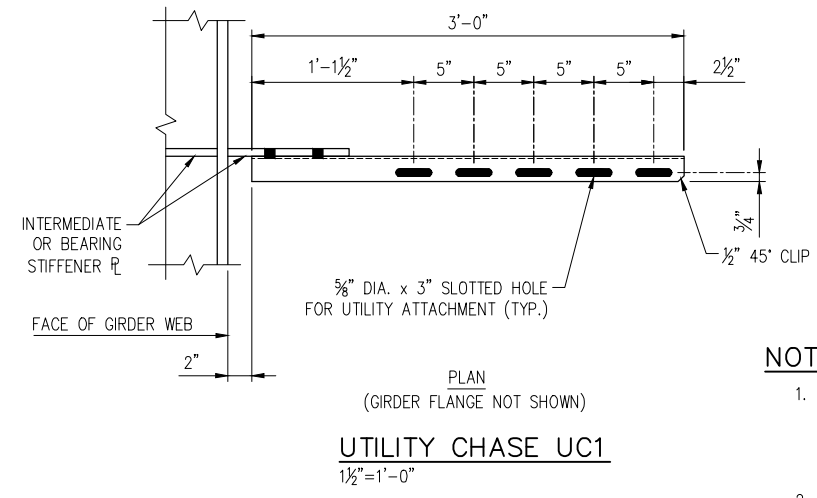 3'-0"
1'-1½" 5" 5" 5" 5" 2½"
INTERMEDIATE
OR BEARING
STIFFENER ℄
¾"
½" 45° CLIP
⅝" DIA. x 3" SLOTTED HOLE
FOR UTILITY ATTACHMENT (TYP.)
FACE OF GIRDER WEB
2"
PLAN
(GIRDER FLANGE NOT SHOWN)
UTILITY CHASE UC1
1½"=1'-0"
NOT
1.